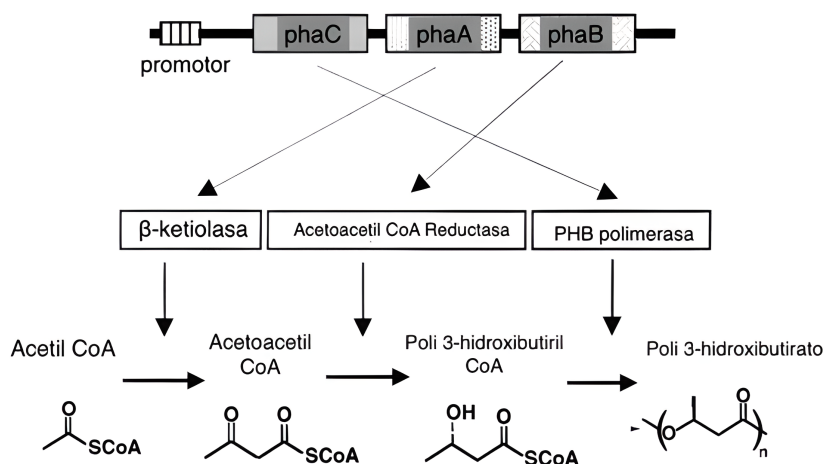 phaC phaA phaB
promotor
β-ketiolasa Acetoacetil CoA Reductasa PHB polimerasa
Acetil CoA Acetoacetil CoA Poli 3-hidroxibutiril CoA Poli 3-hidroxibutirato
O O O OH O O
SCoA SCoA SCoA O n